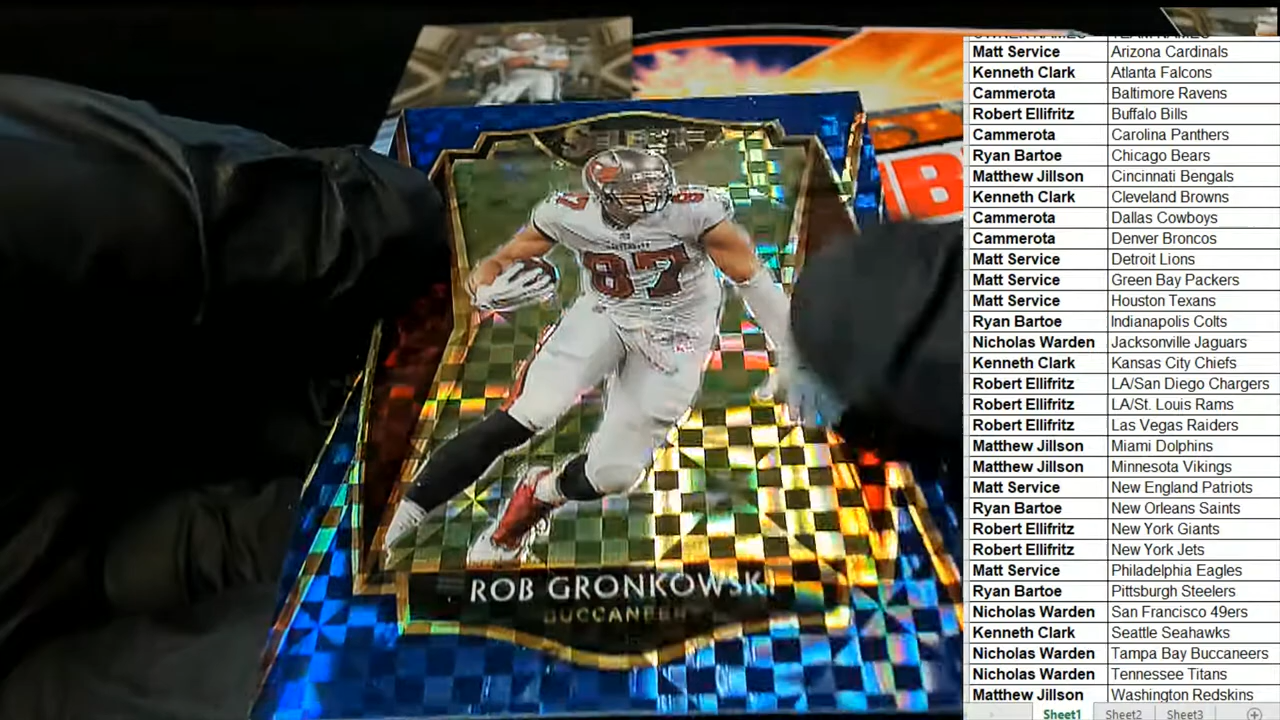 87
ROB GRONKOWSKI
BUCCANEERS
B
Matt Service Arizona Cardinals
Kenneth Clark Atlanta Falcons
Cammerota Baltimore Ravens
Robert Ellifritz Buffalo Bills
Cammerota Carolina Panthers
Ryan Bartoe Chicago Bears
Matthew Jillson Cincinnati Bengals
Kenneth Clark Cleveland Browns
Cammerota Dallas Cowboys
Cammerota Denver Broncos
Matt Service Detroit Lions
Matt Service Green Bay Packers
Matt Service Houston Texans
Ryan Bartoe Indianapolis Colts
Nicholas Warden Jacksonville Jaguars
Kenneth Clark Kansas City Chiefs
Robert Ellifritz LA/San Diego Chargers
Robert Ellifritz LA/St. Louis Rams
Robert Ellifritz Las Vegas Raiders
Matthew Jillson Miami Dolphins
Matthew Jillson Minnesota Vikings
Matt Service New England Patriots
Ryan Bartoe New Orleans Saints
Robert Ellifritz New York Giants
Robert Ellifritz New York Jets
Matt Service Philadelphia Eagles
Ryan Bartoe Pittsburgh Steelers
Nicholas Warden San Francisco 49ers
Kenneth Clark Seattle Seahawks
Nicholas Warden Tampa Bay Buccaneers
Nicholas Warden Tennessee Titans
Matthew Jillson Washington Redskins
Sheet1 Sheet2 Sheet3